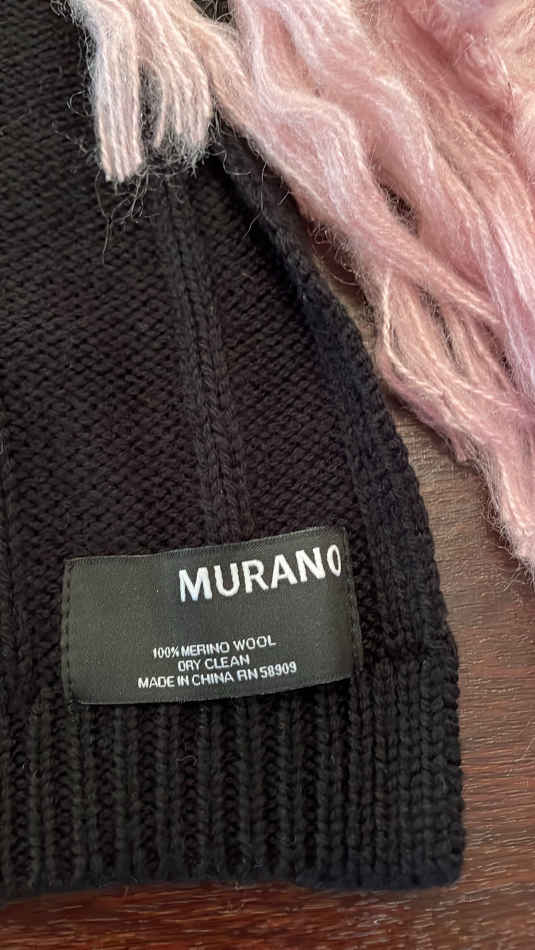 MURANO
100% MERINO WOOL
DRY CLEAN
MADE IN CHINA RN 58909